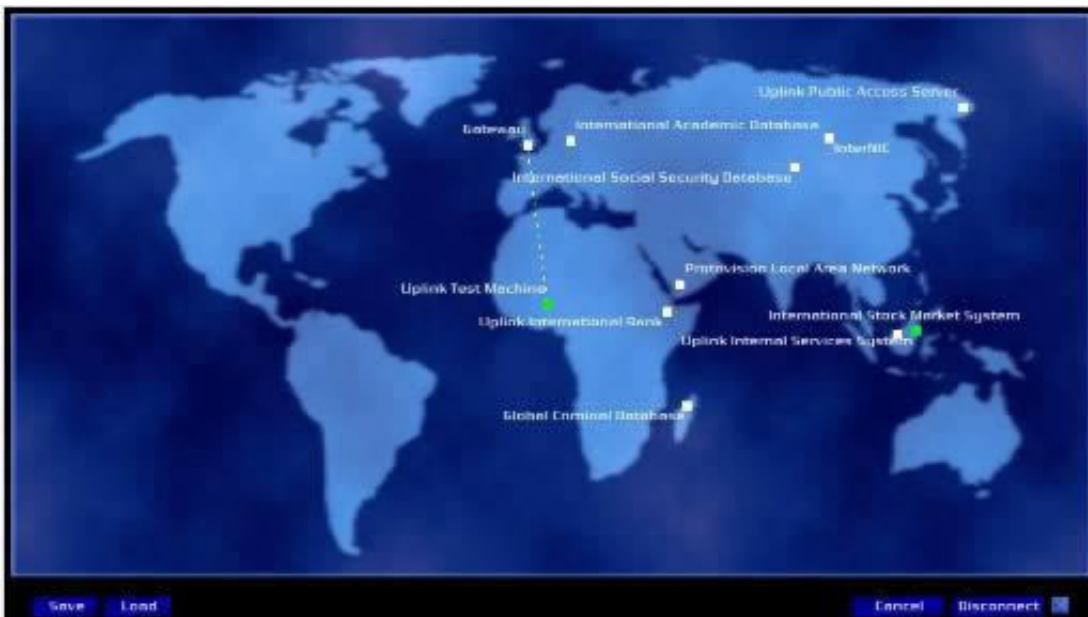 Uplink Public Access Server
Gateway
International Academic Database
InterNIC
International Social Security Database
Protovision Local Area Network
Uplink Test Machine
International Stock Market System
Uplink International Bank
Uplink Internal Services System
Global Criminal Database
Save
Load
Cancel
Disconnect